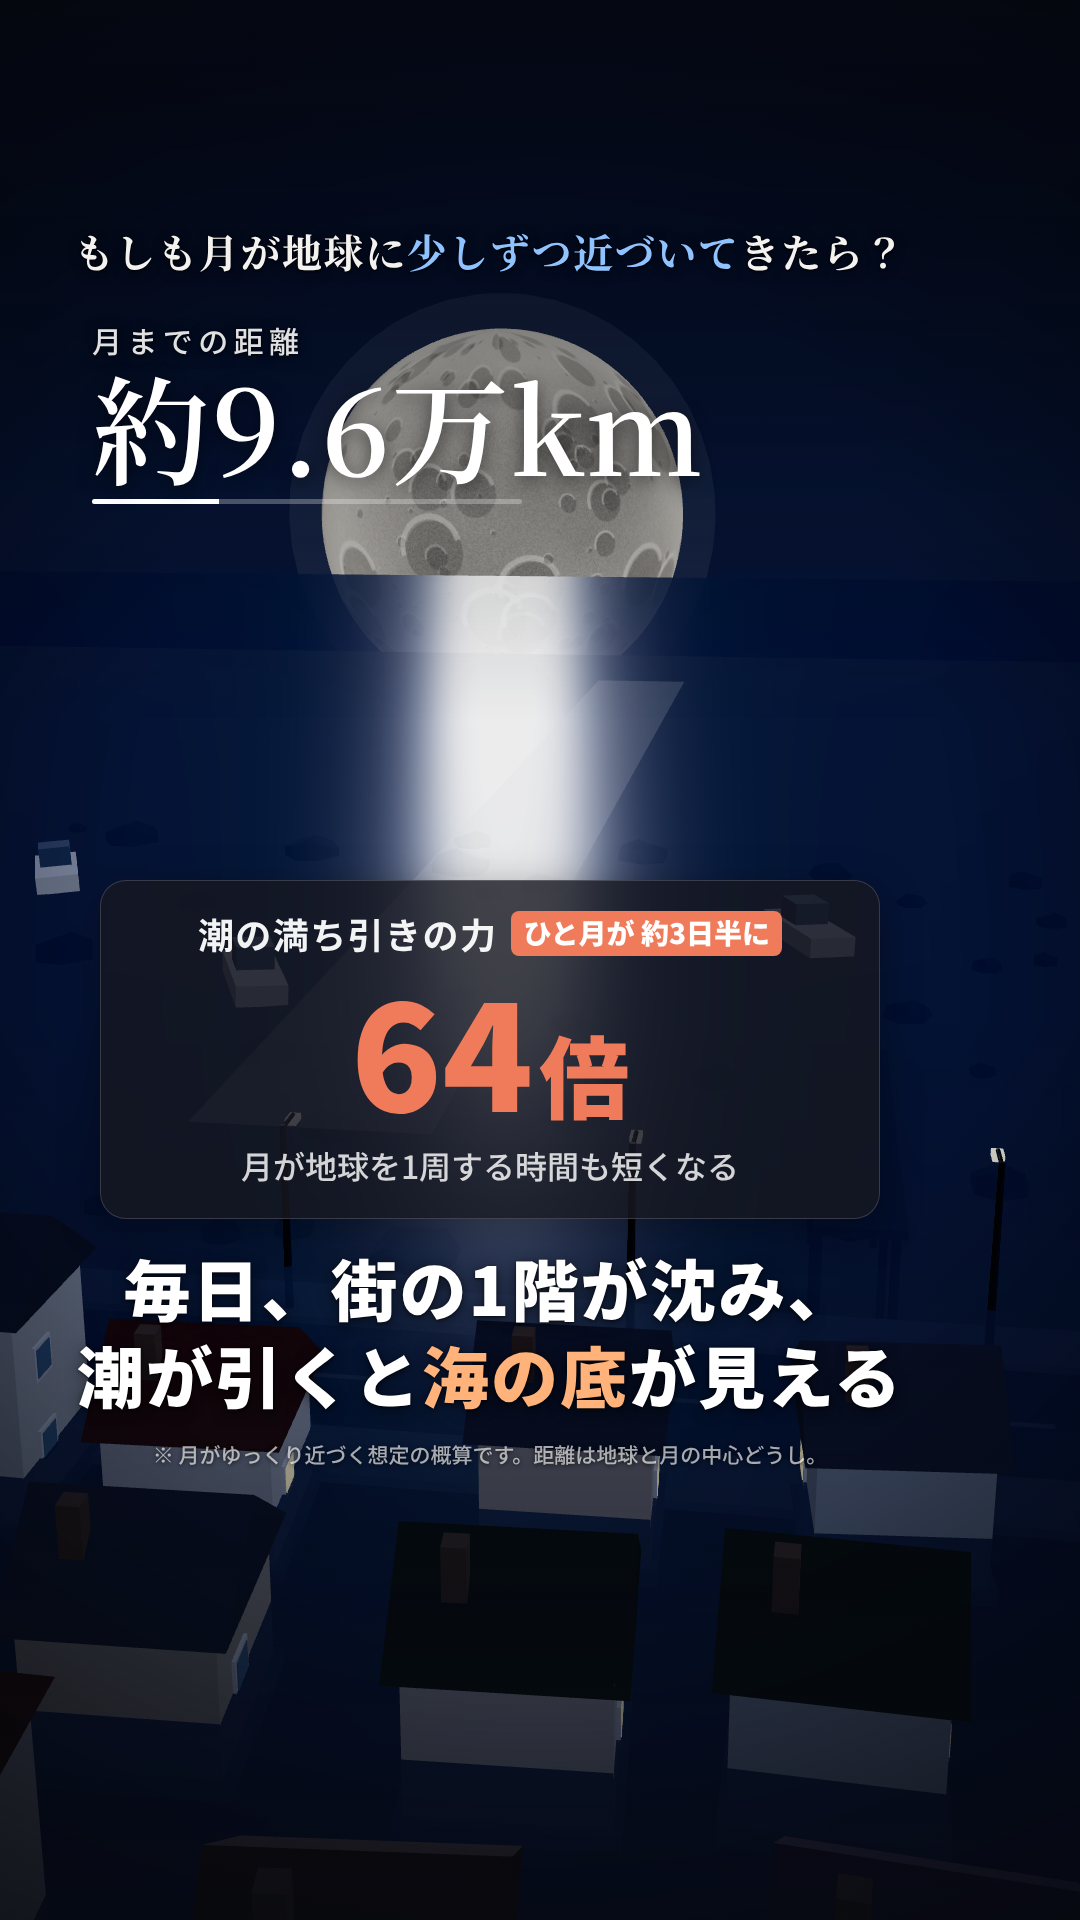 もしも月が地球に少しずつ近づいてきたら？
月までの距離
約9.6万km
潮の満ち引きの力 ひと月が 約3日半に
64倍
月が地球を1周する時間も短くなる
毎日、街の1階が沈み、
潮が引くと海の底が見える
※ 月がゆっくり近づく想定の概算です。距離は地球と月の中心どうし。